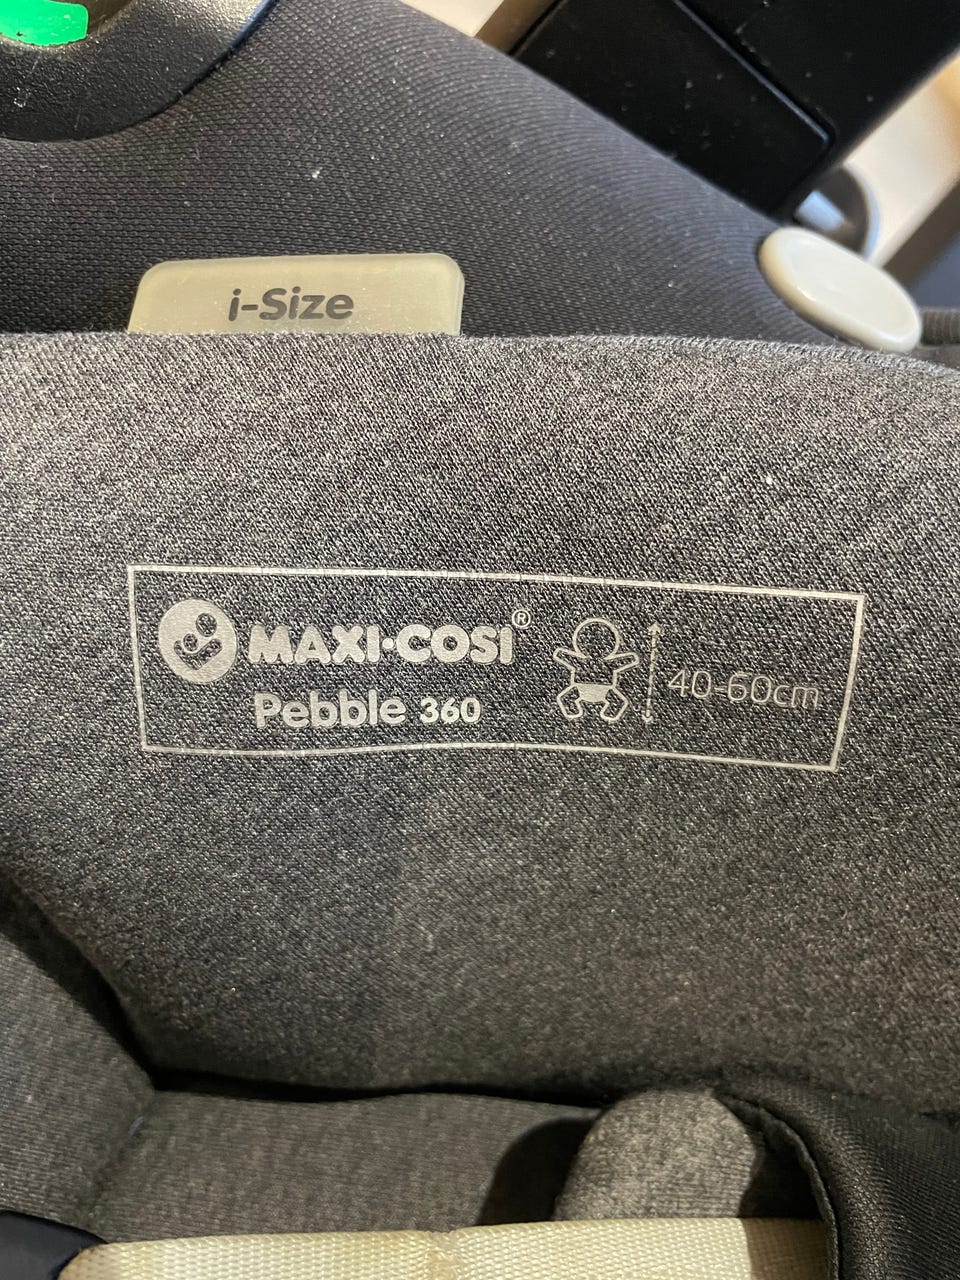 i-Size
MAXI·COSI®
Pebble 360
40-60cm